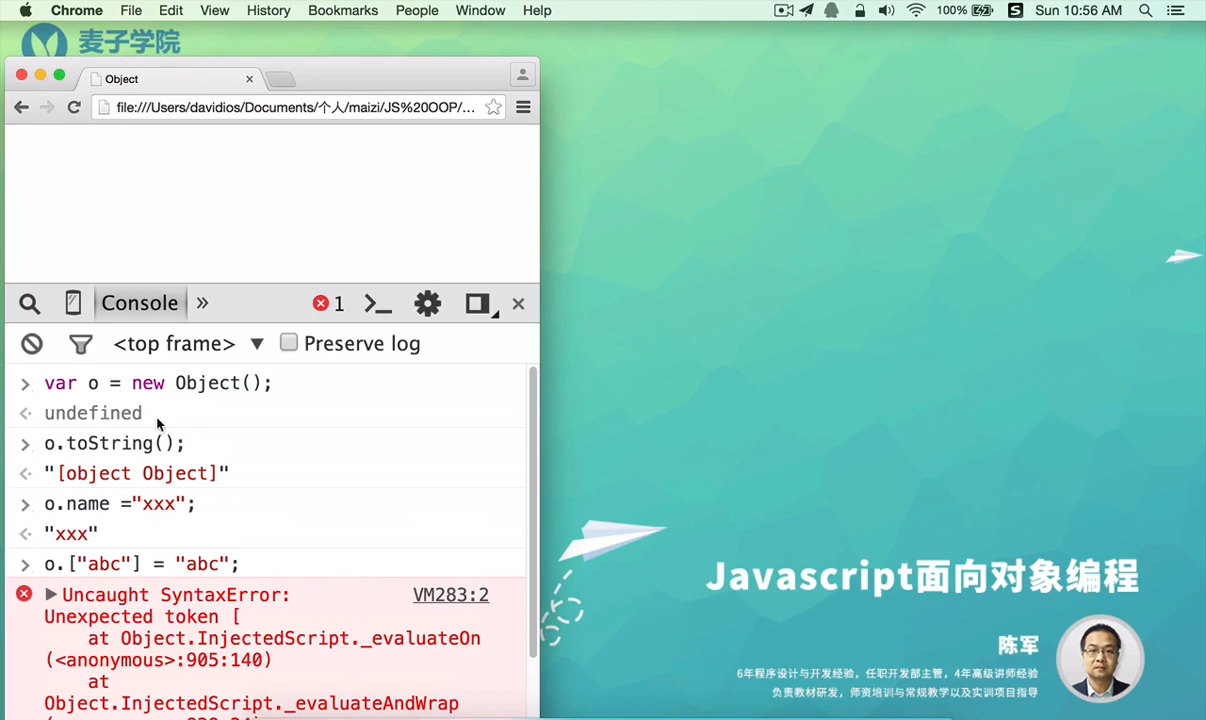 Chrome File Edit View History Bookmarks People Window Help 100% S Sun 10:56 AM
麦子学院
Object
file:///Users/davidios/Documents/个人/maizi/JS%20OOP/...
Console » 1
<top frame> Preserve log
var o = new Object();
undefined
o.toString();
"[object Object]"
o.name ="xxx";
"xxx"
o.["abc"] = "abc";
Uncaught SyntaxError: VM283:2
Unexpected token [
at Object.InjectedScript._evaluateOn
(<anonymous>:905:140)
at
Object.InjectedScript._evaluateAndWrap
Javascript面向对象编程
陈军
6年程序设计与开发经验，任职开发部主管，4年高级讲师经验
负责教材研发，师资培训与常规教学以及实训项目指导